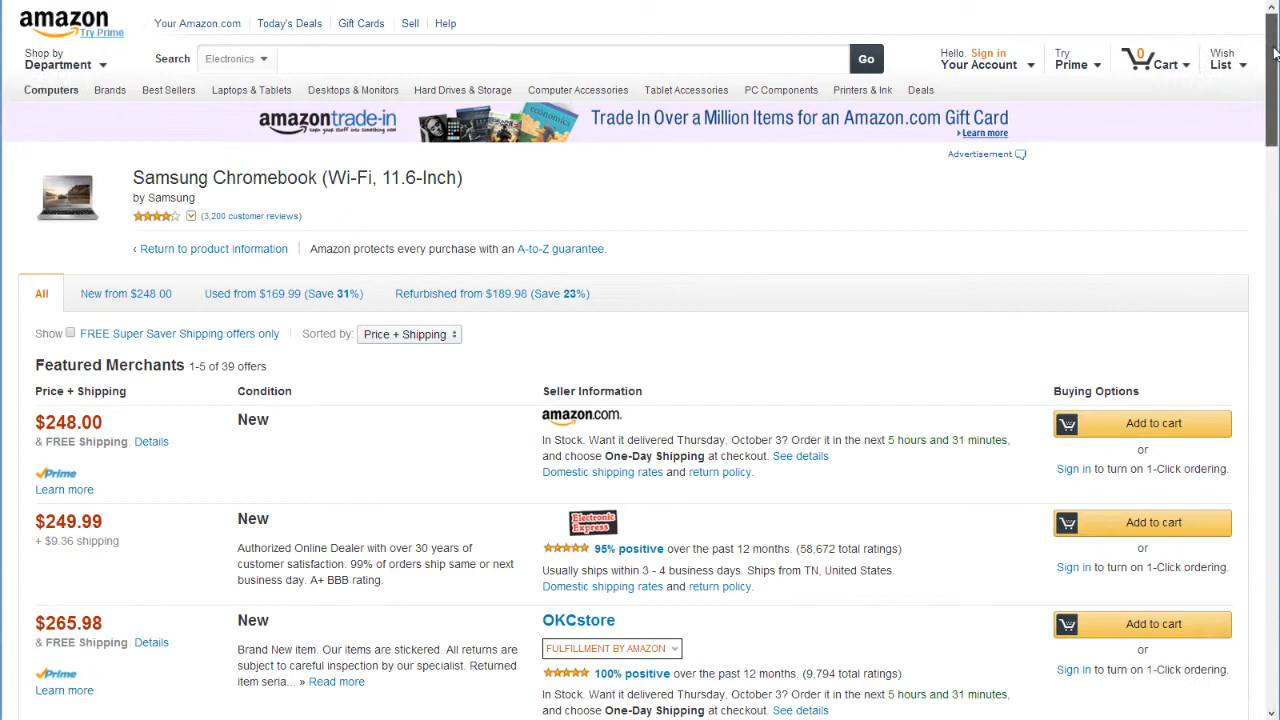 amazon
Try Prime
Your Amazon.com Today's Deals Gift Cards Sell Help
Shop by
Department
Search Electronics Go
Hello. Sign in
Your Account
Try
Prime
0
Cart
Wish
List
Computers Brands Best Sellers Laptops & Tablets Desktops & Monitors Hard Drives & Storage Computer Accessories Tablet Accessories PC Components Printers & Ink Deals
amazontrade-in
economics
Trade In Over a Million Items for an Amazon.com Gift Card
Learn more
Advertisement
Samsung Chromebook (Wi-Fi, 11.6-Inch)
by Samsung
(3,200 customer reviews)
‹ Return to product information Amazon protects every purchase with an A-to-Z guarantee.
All New from $248.00 Used from $169.99 (Save 31%) Refurbished from $189.98 (Save 23%)
Show FREE Super Saver Shipping offers only Sorted by: Price + Shipping
Featured Merchants 1-5 of 39 offers
Price + Shipping Condition Seller Information Buying Options
$248.00
& FREE Shipping. Details
Prime
Learn more
New
amazon.com.
In Stock. Want it delivered Thursday, October 3? Order it in the next 5 hours and 31 minutes,
and choose One-Day Shipping at checkout. See details
Domestic shipping rates and return policy.
Add to cart
or
Sign in to turn on 1-Click ordering.
$249.99
+ $9.36 shipping
New
Authorized Online Dealer with over 30 years of
customer satisfaction. 99% of orders ship same or next
business day. A+ BBB rating.
Electronic
Express
95% positive over the past 12 months. (58,672 total ratings)
Usually ships within 3 - 4 business days. Ships from TN, United States.
Domestic shipping rates and return policy.
Add to cart
or
Sign in to turn on 1-Click ordering.
$265.98
& FREE Shipping. Details
Prime
Learn more
New
Brand New item. Our items are stickered. All returns are
subject to careful inspection by our specialist. Returned
item seria... » Read more
OKCstore
FULFILLMENT BY AMAZON
100% positive over the past 12 months. (9,794 total ratings)
In Stock. Want it delivered Thursday, October 3? Order it in the next 5 hours and 31 minutes,
and choose One-Day Shipping at checkout. See details
Add to cart
or
Sign in to turn on 1-Click ordering.